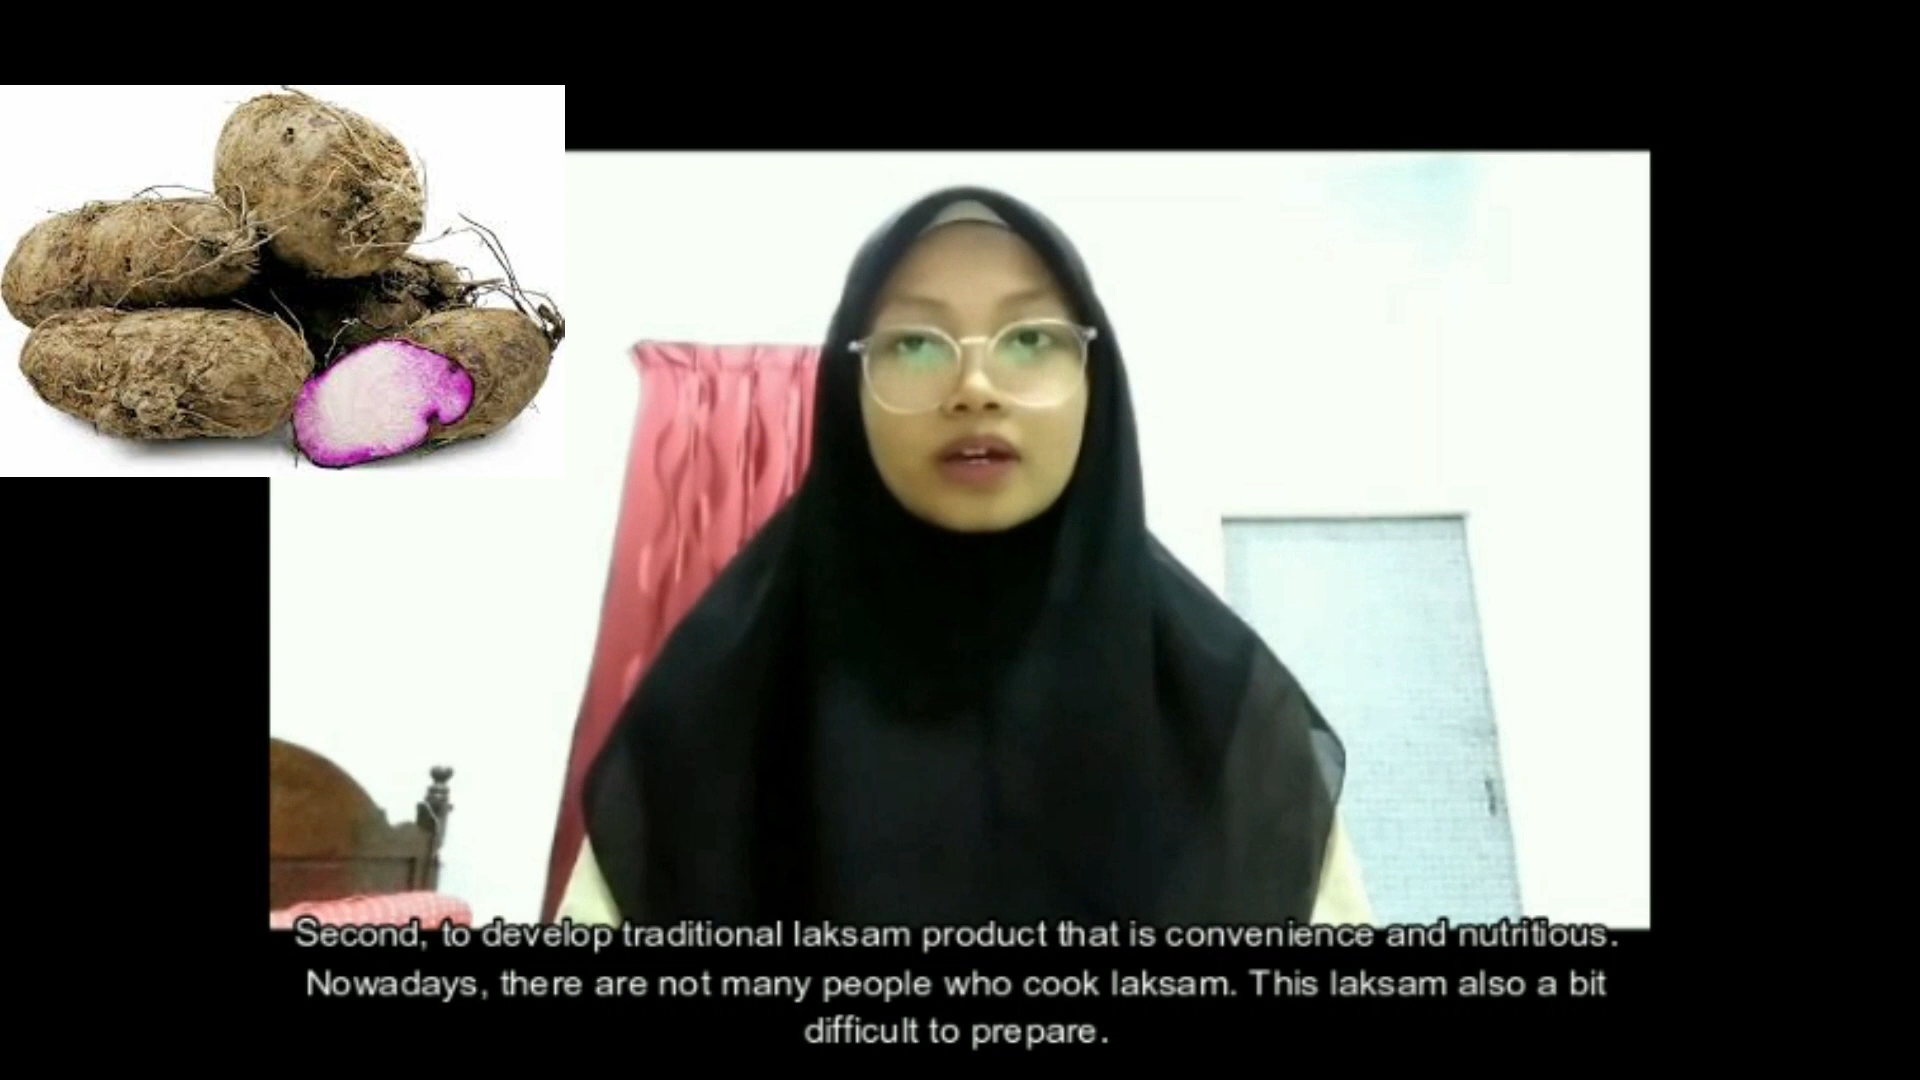 Second, to develop traditional laksam product that is convenience and nutritious.
Nowadays, there are not many people who cook laksam. This laksam also a bit
difficult to prepare.